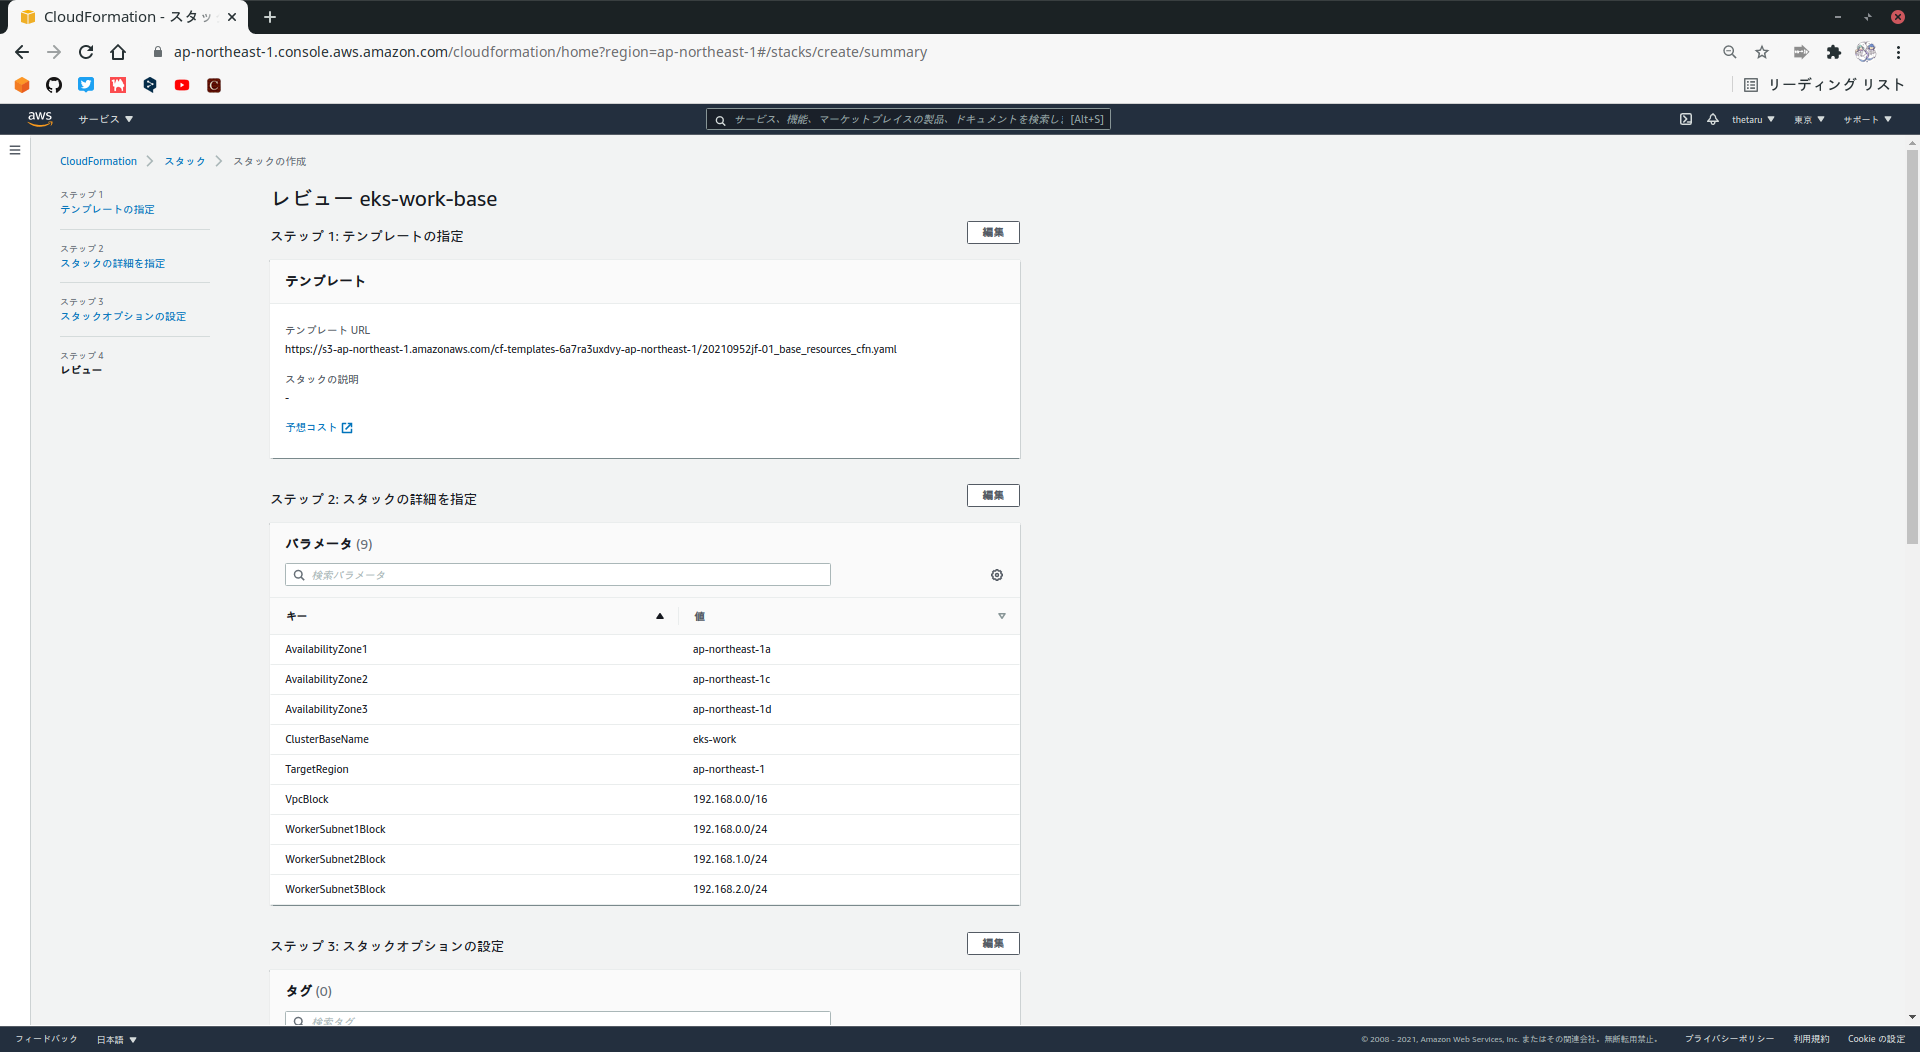 CloudFormation - スタッ
ap-northeast-1.console.aws.amazon.com/cloudformation/home?region=ap-northeast-1#/stacks/create/summary
リーディング リスト
aws
サービス
サービス、機能、マーケットプレイスの製品、ドキュメントを検索し
[Alt+S]
thetaru
東京
サポート
CloudFormation
スタック
スタックの作成
ステップ 1
テンプレートの指定
ステップ 2
スタックの詳細を指定
ステップ 3
スタックオプションの設定
ステップ 4
レビュー
レビュー eks-work-base
ステップ 1: テンプレートの指定
編集
テンプレート
テンプレート URL
https://s3-ap-northeast-1.amazonaws.com/cf-templates-6a7ra3uxdvy-ap-northeast-1/20210952jf-01_base_resources_cfn.yaml
スタックの説明
-
予想コスト
ステップ 2: スタックの詳細を指定
編集
パラメータ (9)
検索パラメータ
キー 値
AvailabilityZone1 ap-northeast-1a
AvailabilityZone2 ap-northeast-1c
AvailabilityZone3 ap-northeast-1d
ClusterBaseName eks-work
TargetRegion ap-northeast-1
VpcBlock 192.168.0.0/16
WorkerSubnet1Block 192.168.0.0/24
WorkerSubnet2Block 192.168.1.0/24
WorkerSubnet3Block 192.168.2.0/24
ステップ 3: スタックオプションの設定
編集
タグ (0)
検索タグ
フィードバック
日本語
© 2008 - 2021, Amazon Web Services, Inc. またはその関連会社。無断転用禁止。
プライバシーポリシー
利用規約
Cookie の設定